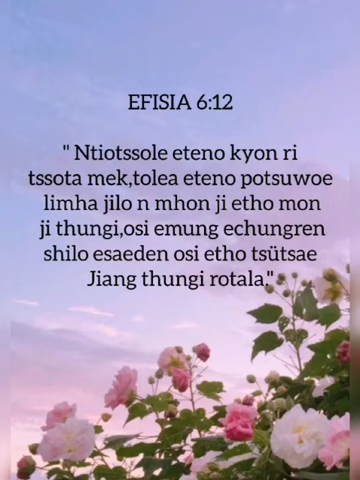 EFISIA 6:12
" Ntiotssole eteno kyon ri
tssota mek,tolea eteno potsuwoe
limha jilo n mhon ji etho mon
ji thungi,osi emung echungren
shilo esaeden osi etho tsütsae
Jiang thungi rotala."